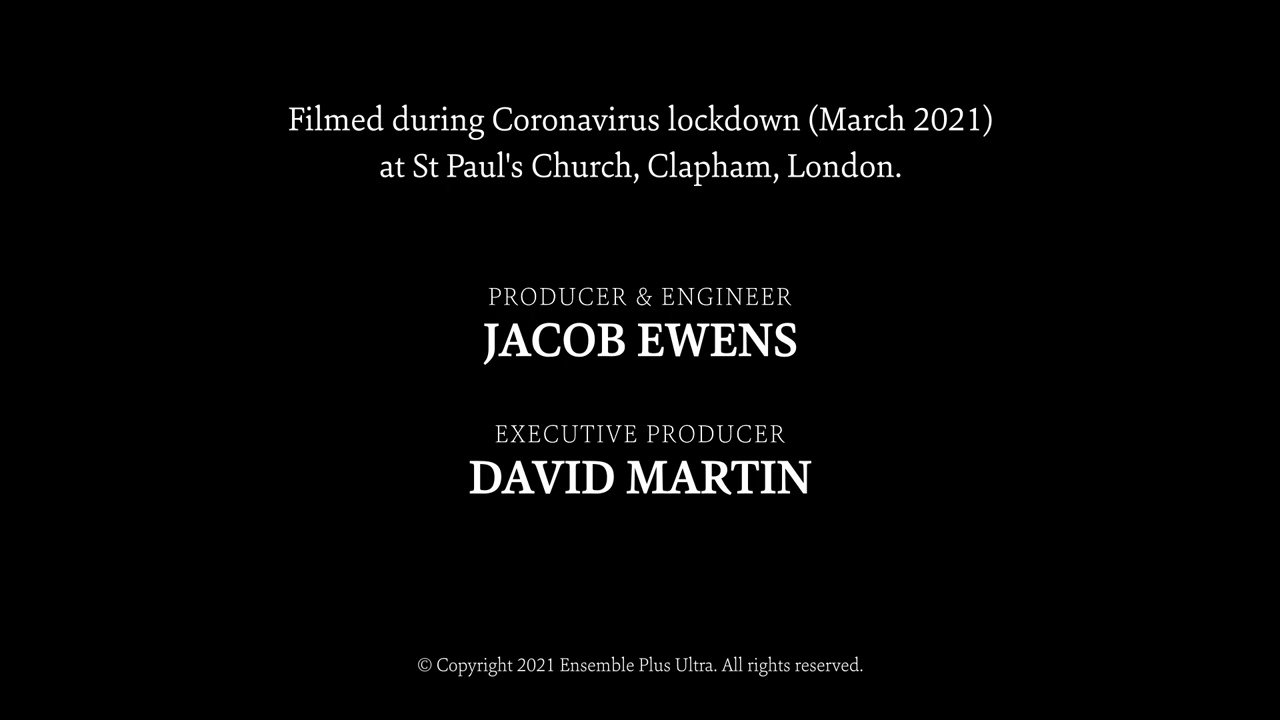 Filmed during Coronavirus lockdown (March 2021)
at St Paul's Church, Clapham, London.
PRODUCER & ENGINEER
JACOB EWENS
EXECUTIVE PRODUCER
DAVID MARTIN
© Copyright 2021 Ensemble Plus Ultra. All rights reserved.